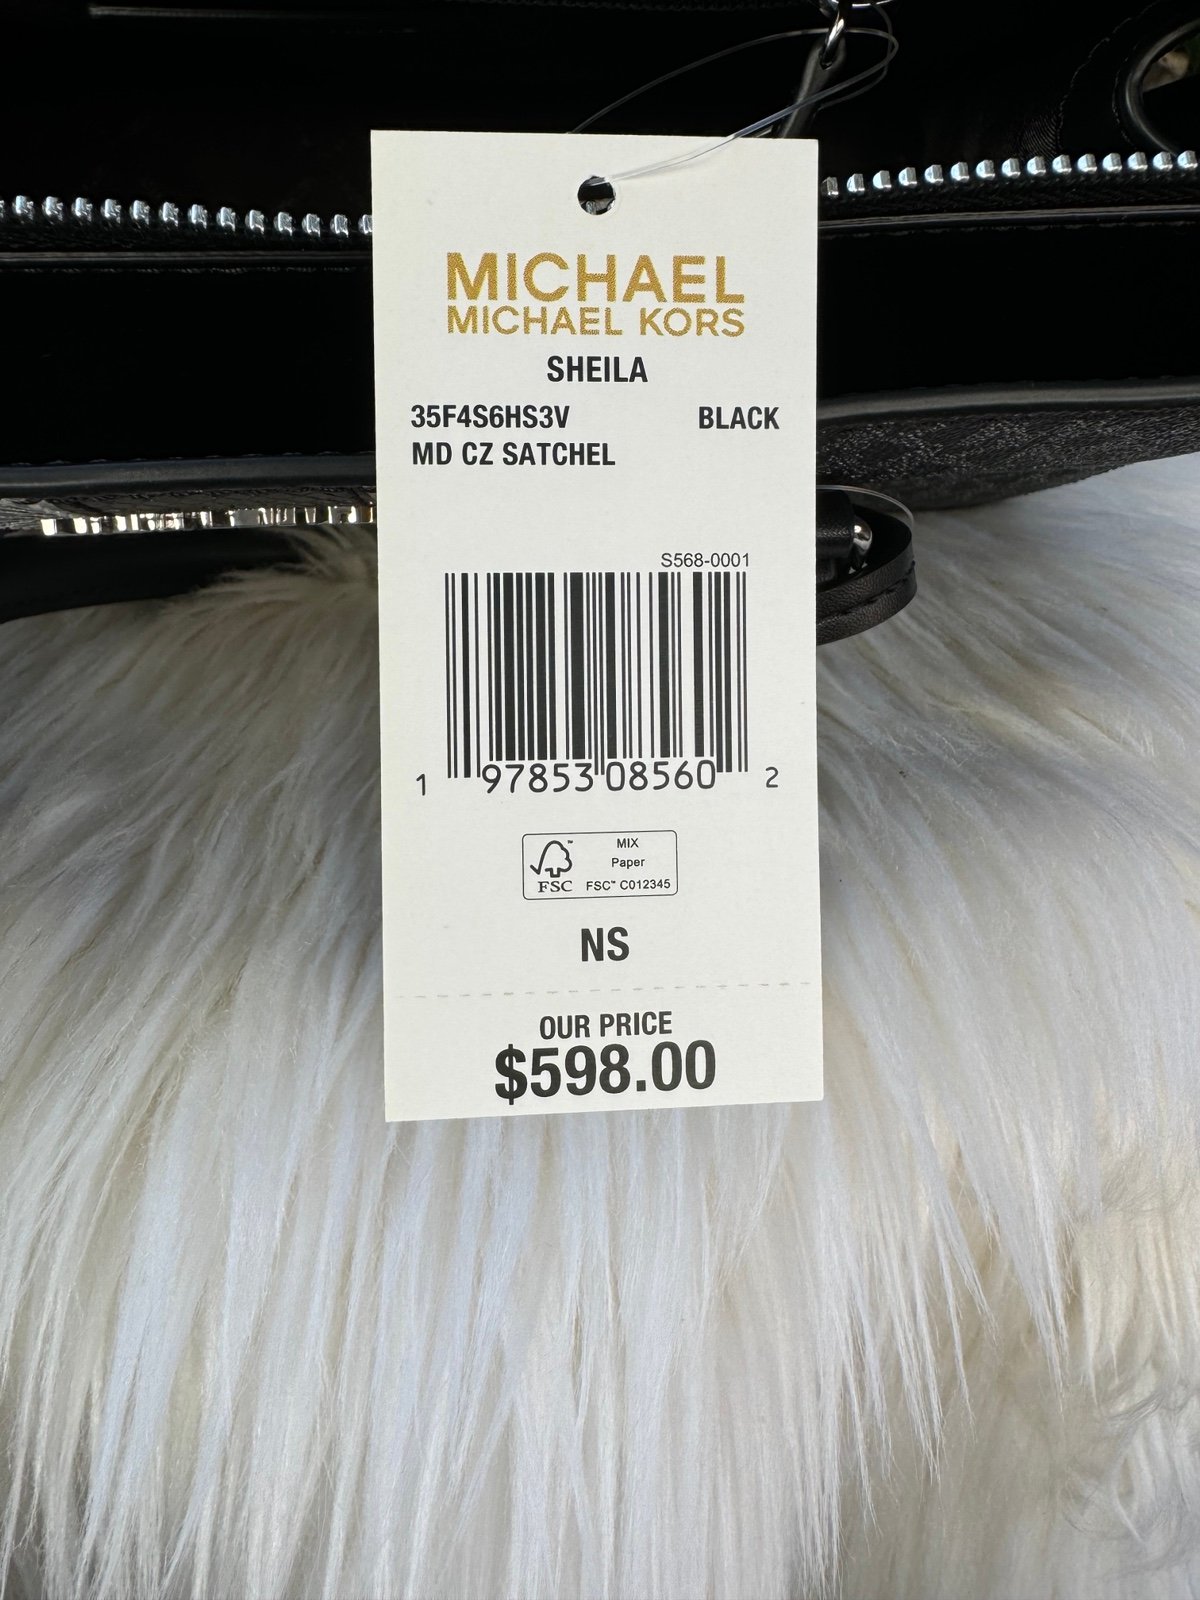 MICHAEL
MICHAEL KORS
SHEILA
35F4S6HS3V BLACK
MD CZ SATCHEL
S568-0001
1 97853 08560 2
FSC
MIX
Paper
FSC™ C012345
NS
OUR PRICE
$598.00